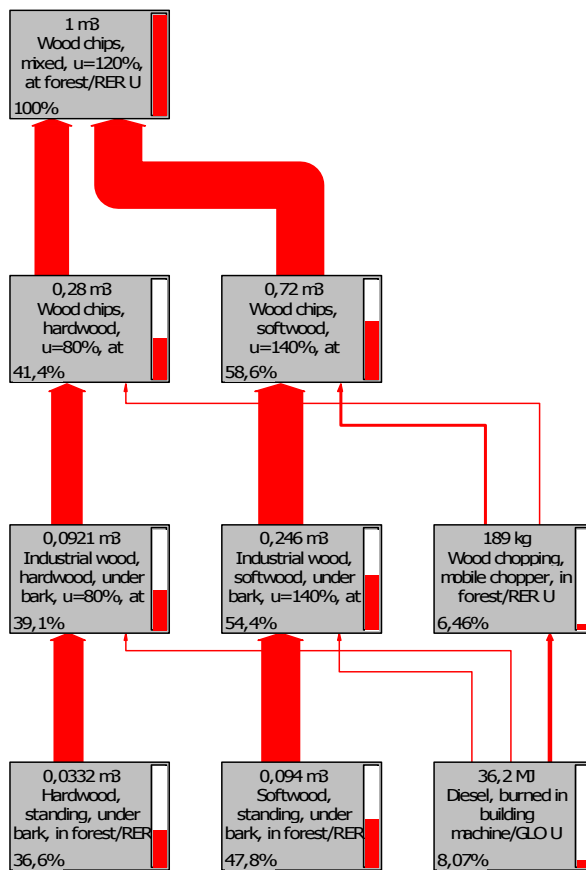 1 m3
Wood chips,
mixed, u=120%,
at forest/RER U
100%
0,28 m3
Wood chips,
hardwood,
u=80%, at
41,4%
0,72 m3
Wood chips,
softwood,
u=140%, at
58,6%
0,0921 m3
Industrial wood,
hardwood, under
bark, u=80%, at
39,1%
0,246 m3
Industrial wood,
softwood, under
bark, u=140%, at
54,4%
189 kg
Wood chopping,
mobile chopper, in
forest/RER U
6,46%
0,0332 m3
Hardwood,
standing, under
bark, in forest/RER
36,6%
0,094 m3
Softwood,
standing, under
bark, in forest/RER
47,8%
36,2 MJ
Diesel, burned in
building
machine/GLO U
8,07%